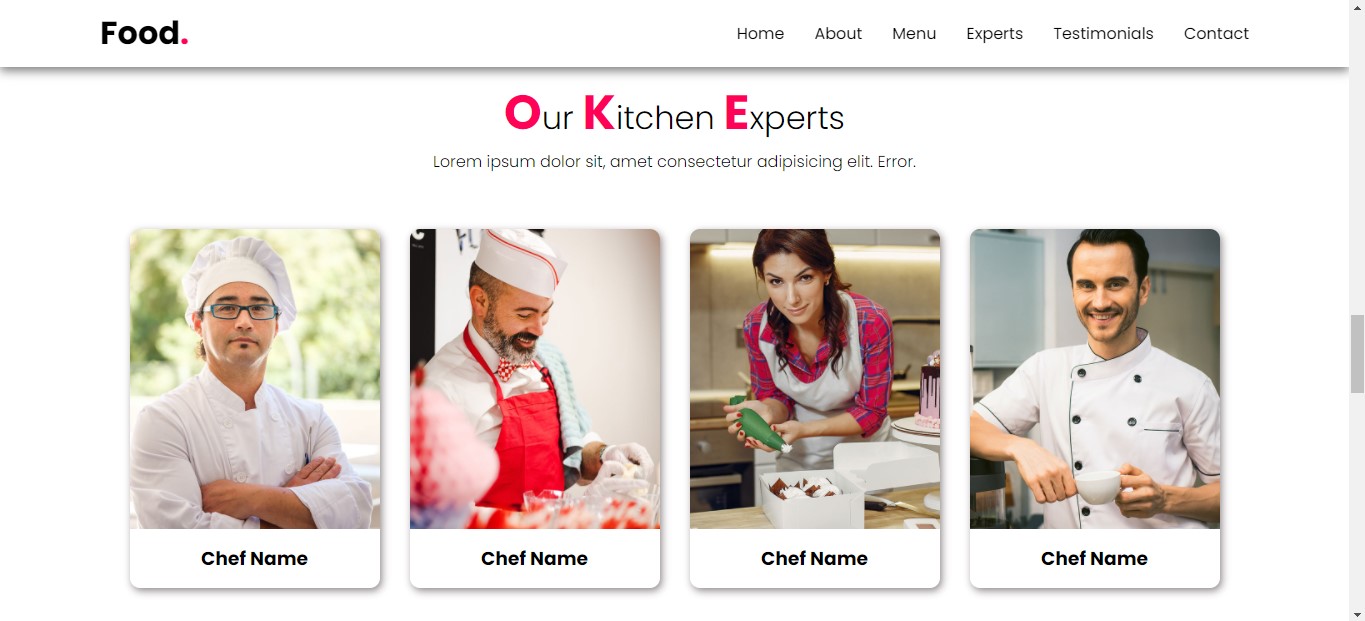 Food.
Home About Menu Experts Testimonials Contact
Our Kitchen Experts
Lorem ipsum dolor sit, amet consectetur adipisicing elit. Error.
Chef Name Chef Name Chef Name Chef Name